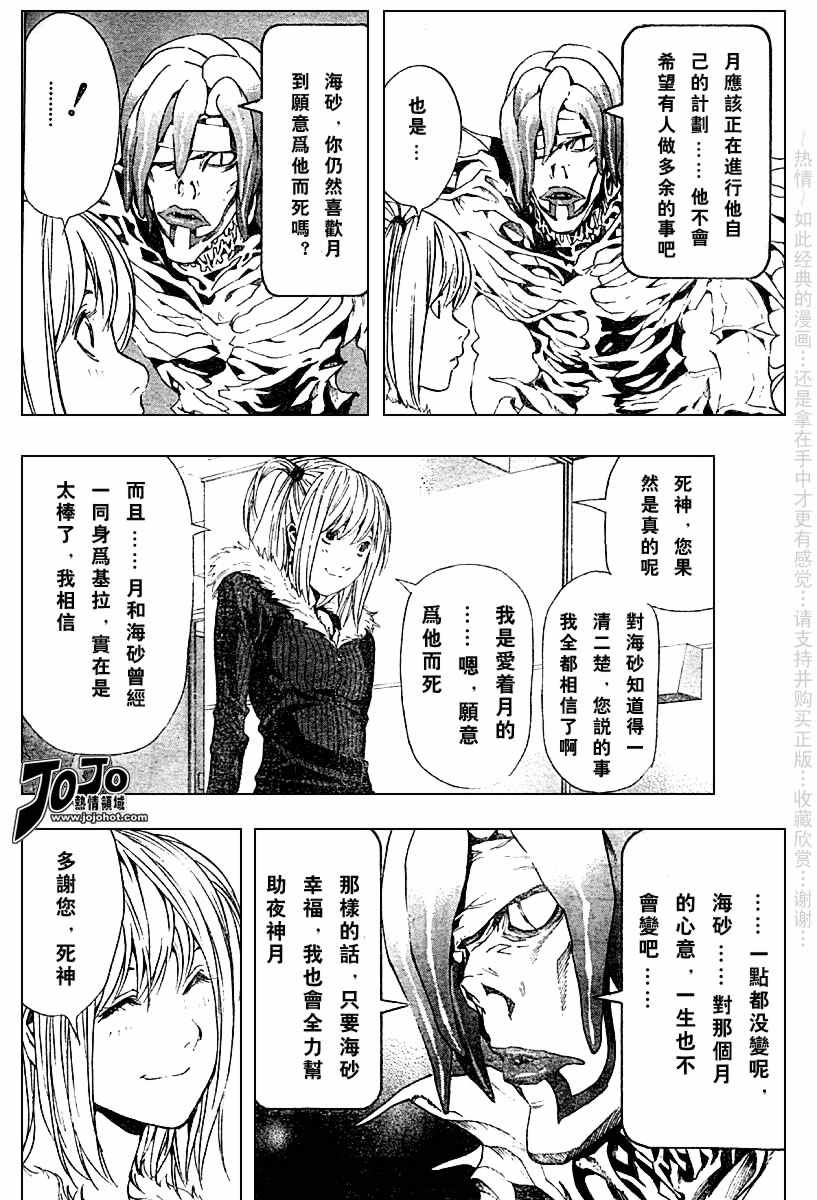 月應該正在進行他自
己的計劃……他不會
希望有人做多余的事吧
也是…
海砂，你仍然喜歡月
到願意爲他而死嗎？
……！
死神，您果
然是真的呢
對海砂知道得一
清二楚，您説的事
我全都相信了啊
我是愛着月的
……嗯，願意
爲他而死
而且……月和海砂曾經
一同身爲基拉，實在是
太棒了，我相信
……一點都没變呢，
海砂……對那個月
的心意，一生也不
會變吧……
那樣的話，只要海砂
幸福，我也會全力幫
助夜神月
多謝您，死神
JOJO
熱情領域
www.jojohot.com
/热情/如此经典的漫画…还是拿在手中才更有感觉…请支持并购买正版…收藏欣赏…谢谢…